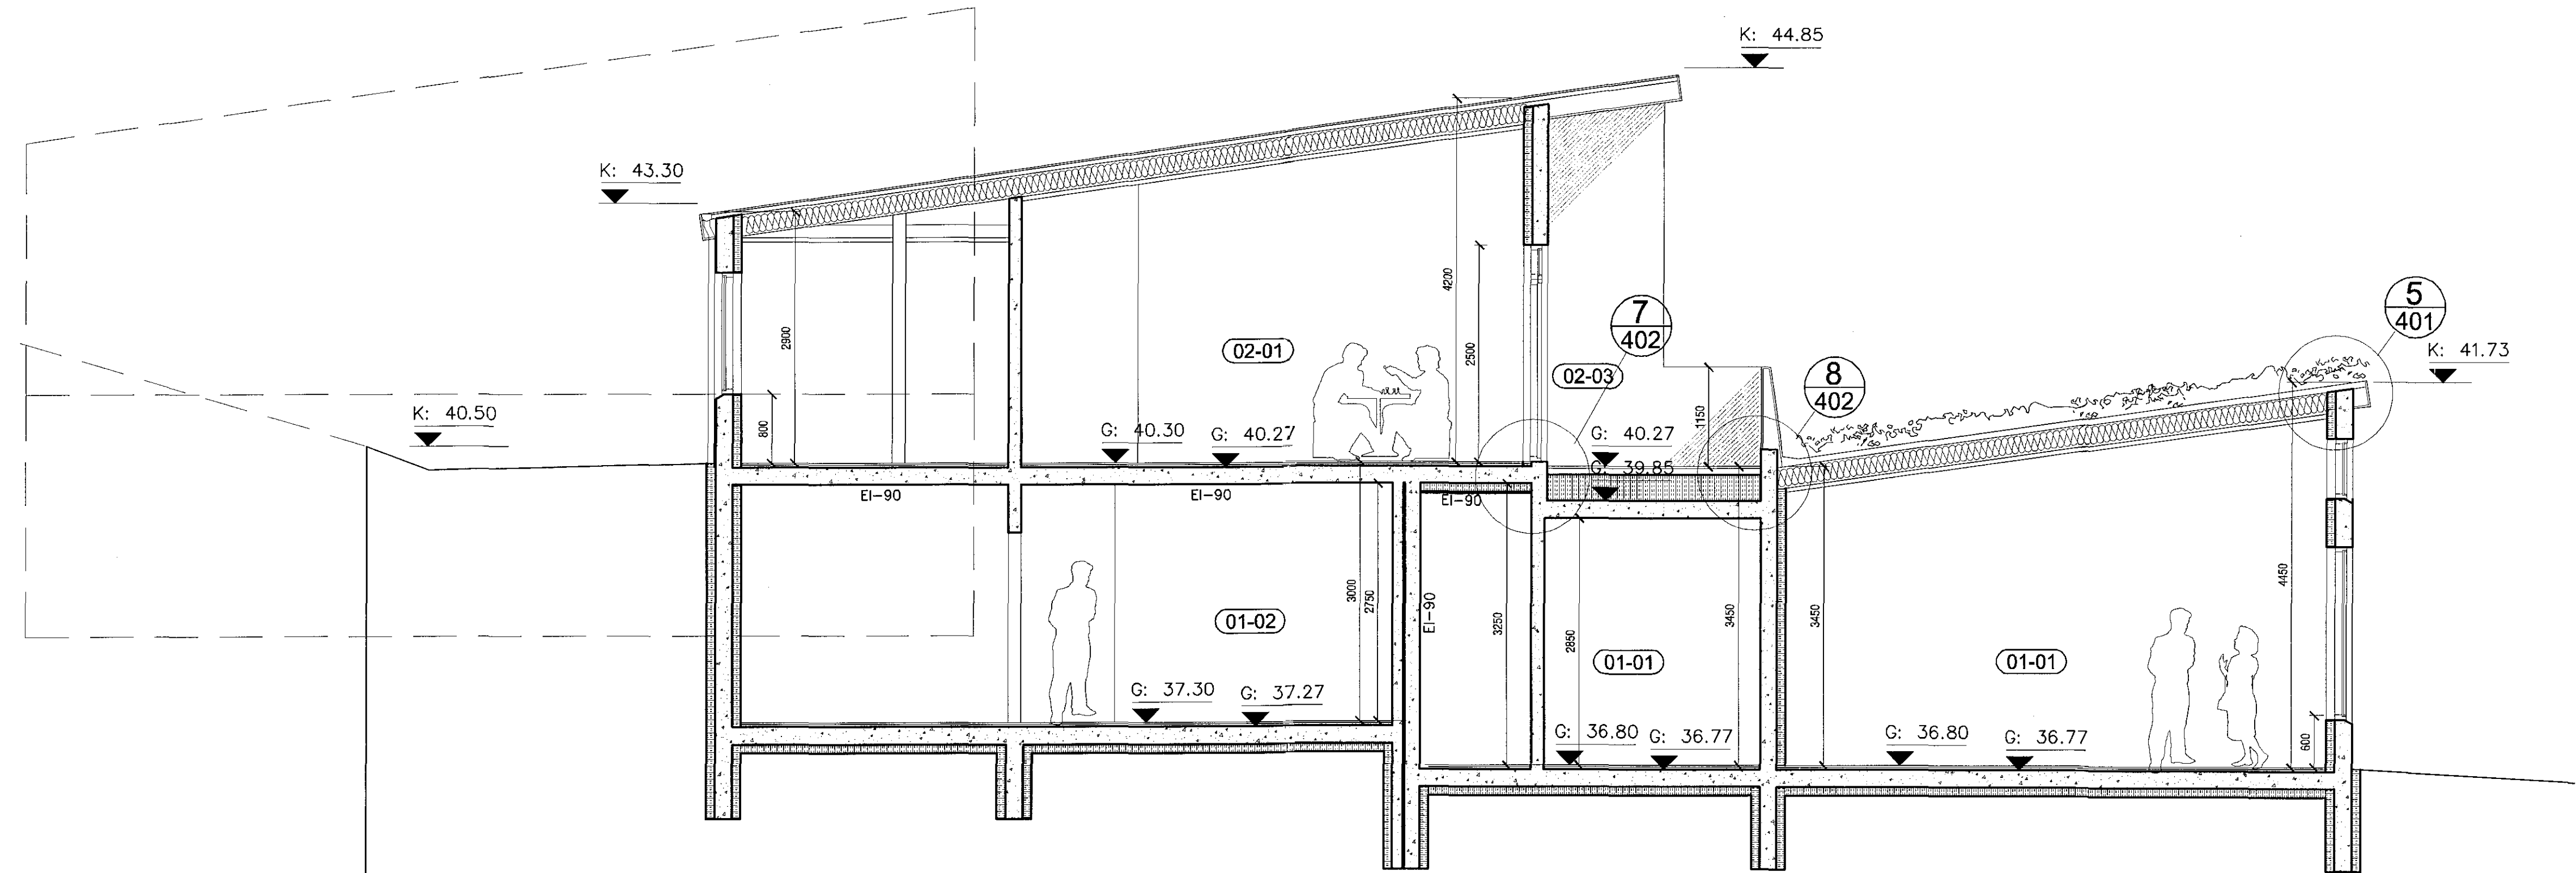 K: 44.85
K: 43.30
4200
5
401
7
402
2900
02-01
2500
02-03
8
402
K: 41.73
K: 40.50
800
G: 40.30
G: 40.27
G: 40.27
1150
G: 39.85
EI-90
EI-90
EI-90
3000
2750
EI-90
3250
2850
3450
3450
4450
01-02
01-01
01-01
G: 37.30
G: 37.27
G: 36.80
G: 36.77
G: 36.80
G: 36.77
600